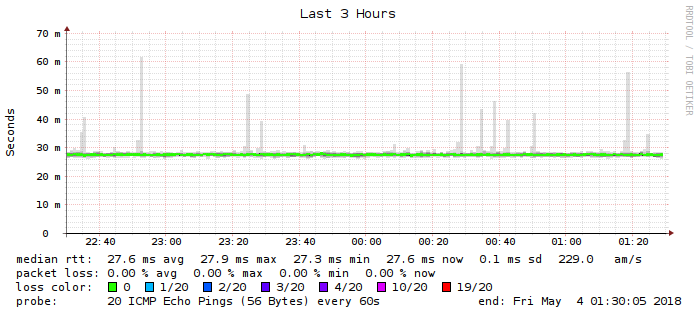 Last 3 Hours
RRDTOOL / TOBI OETIKER
Seconds
70 m
60 m
50 m
40 m
30 m
20 m
10 m
0
22:40 23:00 23:20 23:40 00:00 00:20 00:40 01:00 01:20
median rtt: 27.6 ms avg 27.9 ms max 27.3 ms min 27.6 ms now 0.1 ms sd 229.0 am/s
packet loss: 0.00 % avg 0.00 % max 0.00 % min 0.00 % now
loss color: 0 1/20 2/20 3/20 4/20 10/20 19/20
probe: 20 ICMP Echo Pings (56 Bytes) every 60s end: Fri May 4 01:30:05 2018